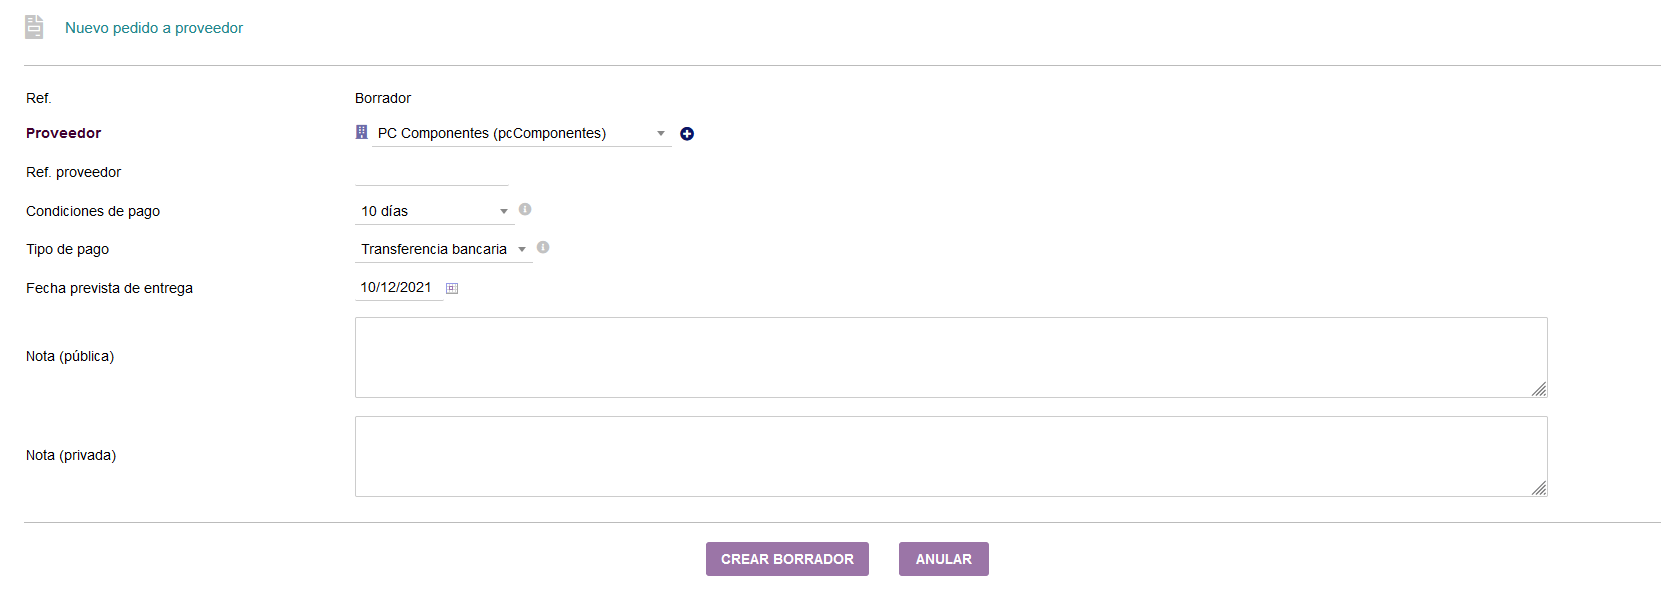 Nuevo pedido a proveedor
Ref. Borrador
Proveedor PC Componentes (pcComponentes)
Ref. proveedor
Condiciones de pago 10 días
Tipo de pago Transferencia bancaria
Fecha prevista de entrega 10/12/2021
Nota (pública)
Nota (privada)
CREAR BORRADOR ANULAR